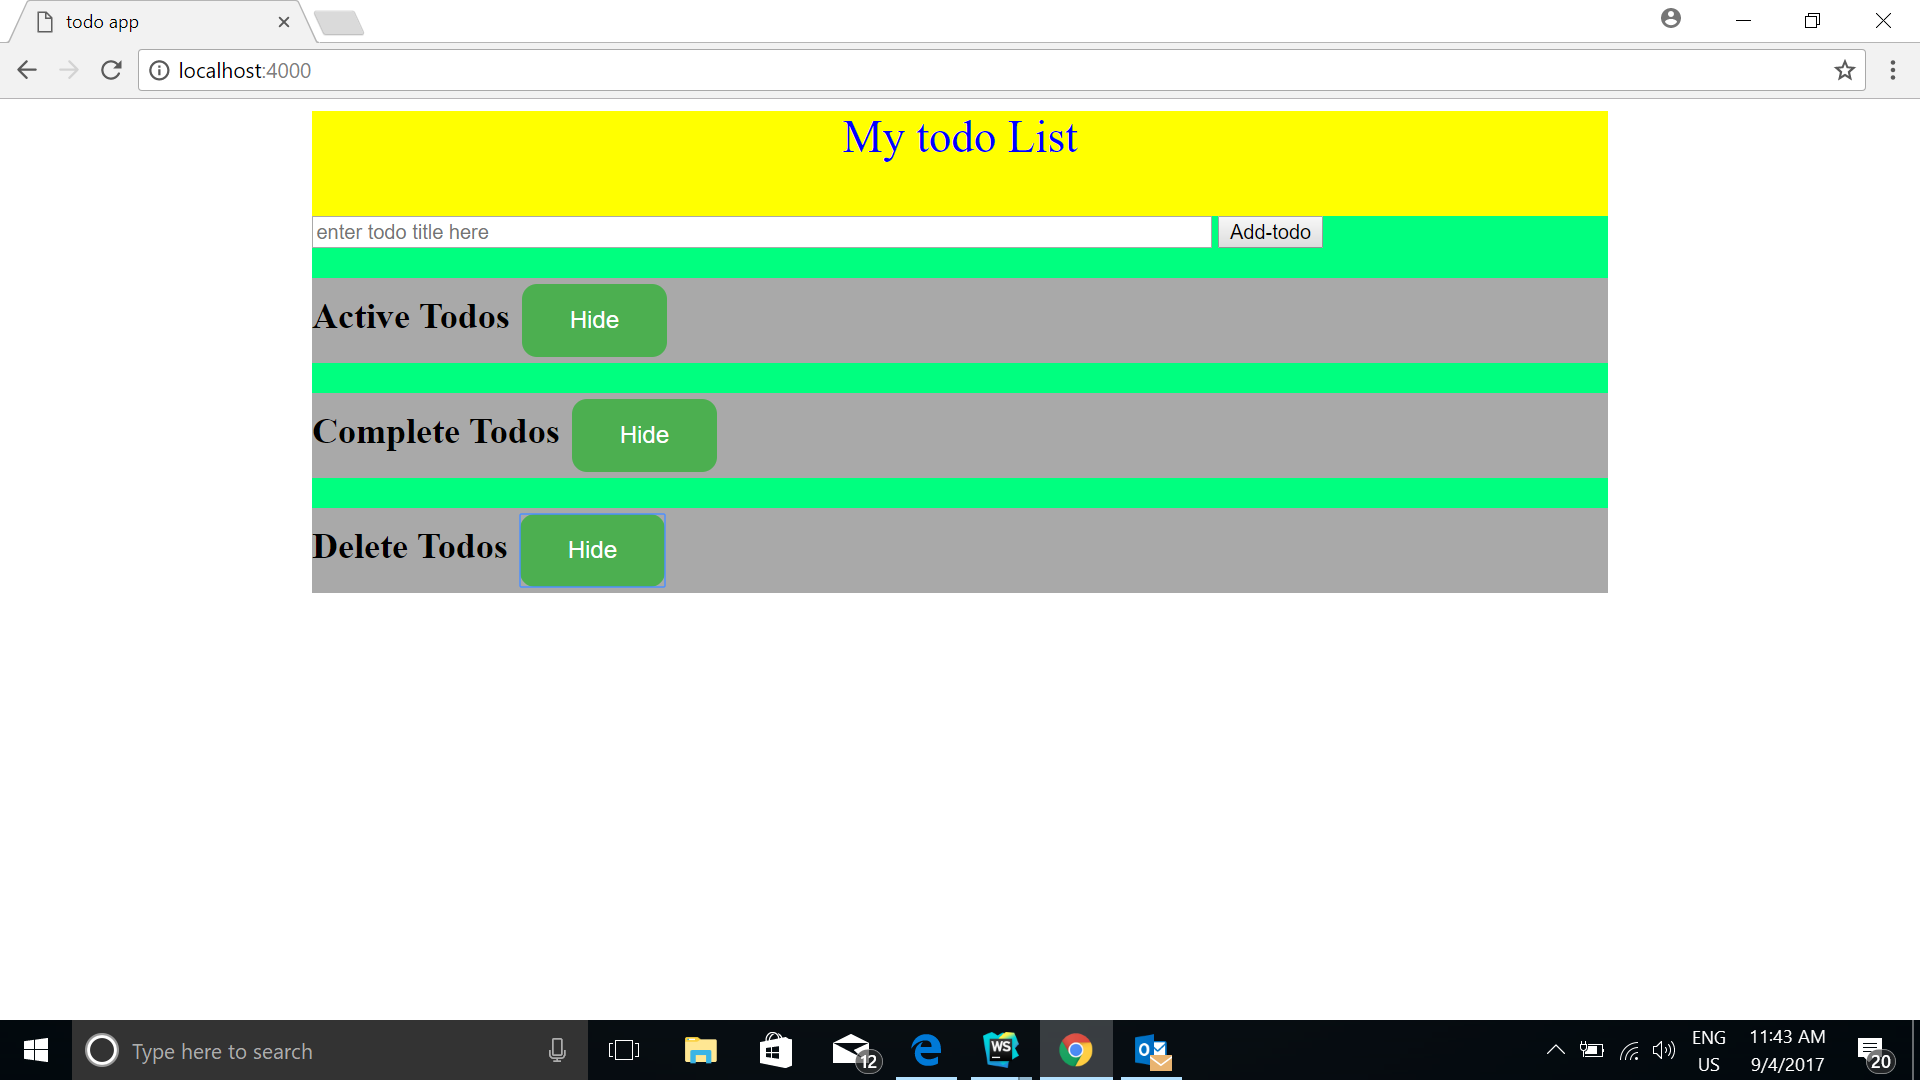 todo app
localhost:4000
My todo List
enter todo title here Add-todo
Active Todos Hide
Complete Todos Hide
Delete Todos Hide
Type here to search
12
WS
ENG
US
11:43 AM
9/4/2017
20